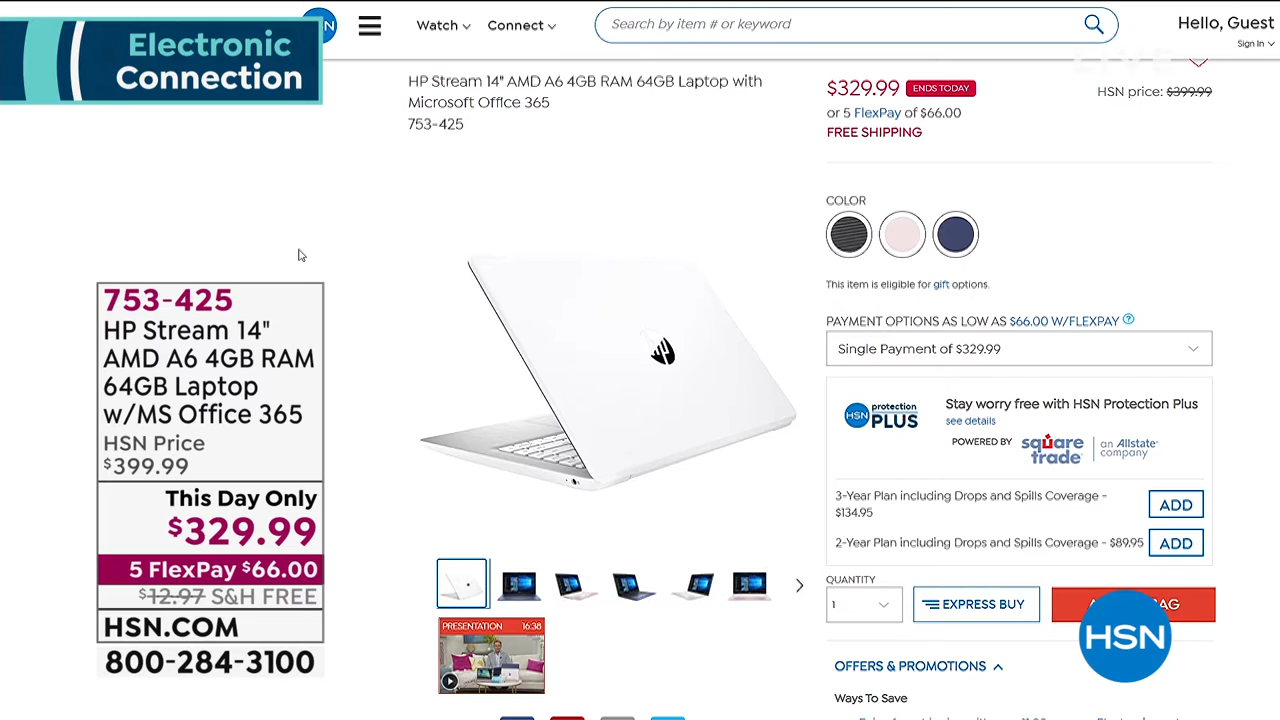 Electronic
Connection
N
Watch
Connect
Search by item # or keyword
Hello, Guest
Sign In
LIVE
HP Stream 14" AMD A6 4GB RAM 64GB Laptop with
Microsoft Office 365
753-425
$329.99 ENDS TODAY
HSN price: $399.99
or 5 FlexPay of $66.00
FREE SHIPPING
COLOR
This item is eligible for gift options.
PAYMENT OPTIONS AS LOW AS $66.00 W/FLEXPAY ?
Single Payment of $329.99
HSN protection PLUS
Stay worry free with HSN Protection Plus
see details
POWERED BY square trade an Allstate company
3-Year Plan including Drops and Spills Coverage -
$134.95
ADD
2-Year Plan including Drops and Spills Coverage - $89.95
ADD
QUANTITY
1
EXPRESS BUY
A AG
HSN
OFFERS & PROMOTIONS
Ways To Save
753-425
HP Stream 14"
AMD A6 4GB RAM
64GB Laptop
w/MS Office 365
HSN Price
$399.99
This Day Only
$329.99
5 FlexPay $66.00
$12.97 S&H FREE
HSN.COM
800-284-3100
hp
PRESENTATION 16:38